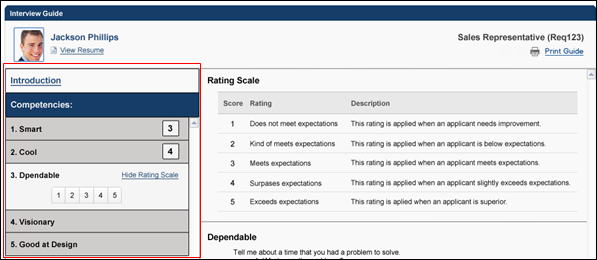 Interview Guide
Jackson Phillips
View Resume
Sales Representative (Req123)
Print Guide
Introduction
Competencies:
1. Smart 3
2. Cool 4
3. Dpendable Hide Rating Scale
1 2 3 4 5
4. Visionary
5. Good at Design
Rating Scale
Score Rating Description
1 Does not meet expectations This rating is applied when an applicant needs improvement.
2 Kind of meets expectations This rating is applied when an applicant is below expectations.
3 Meets expectations This rating is applied when an applicant meets expectations.
4 Surpases expectations This rating is applied when an applicant slightly exceeds expectations.
5 Exceeds expectations This rating is aplied when an applicant is superior.
Dependable
Tell me about a time that you had a problem to solve.